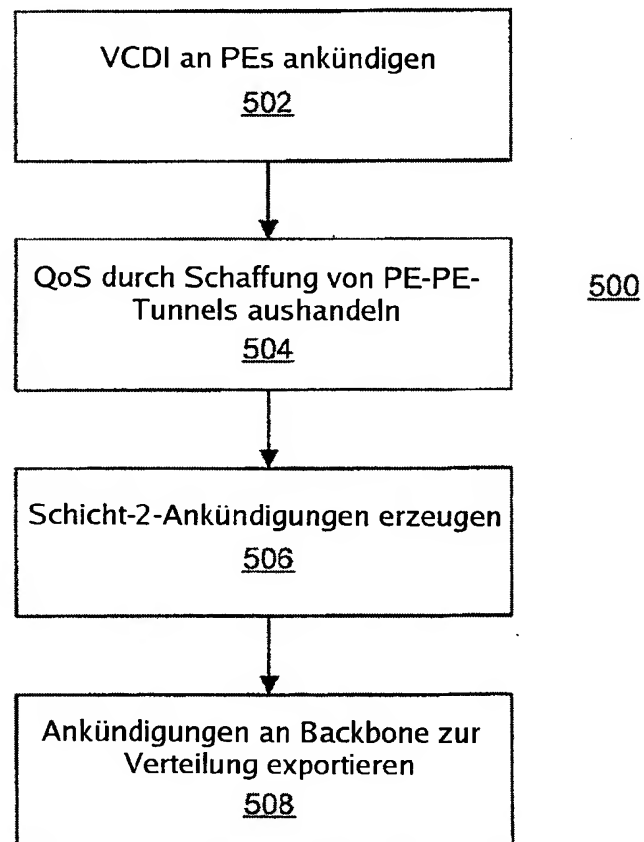 VCDI an PEs ankündigen
502
QoS durch Schaffung von PE-PE-
Tunnels aushandeln
504
500
Schicht-2-Ankündigungen erzeugen
506
Ankündigungen an Backbone zur
Verteilung exportieren
508